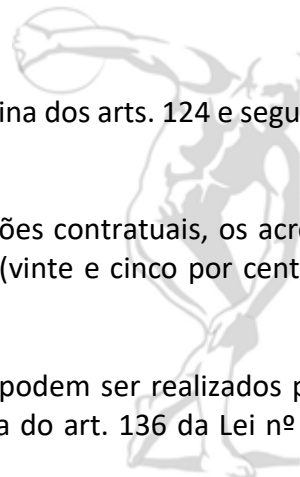 ina dos arts. 124 e segu
ões contratuais, os acr
(vinte e cinco por cent
podem ser realizados p
a do art. 136 da Lei nº